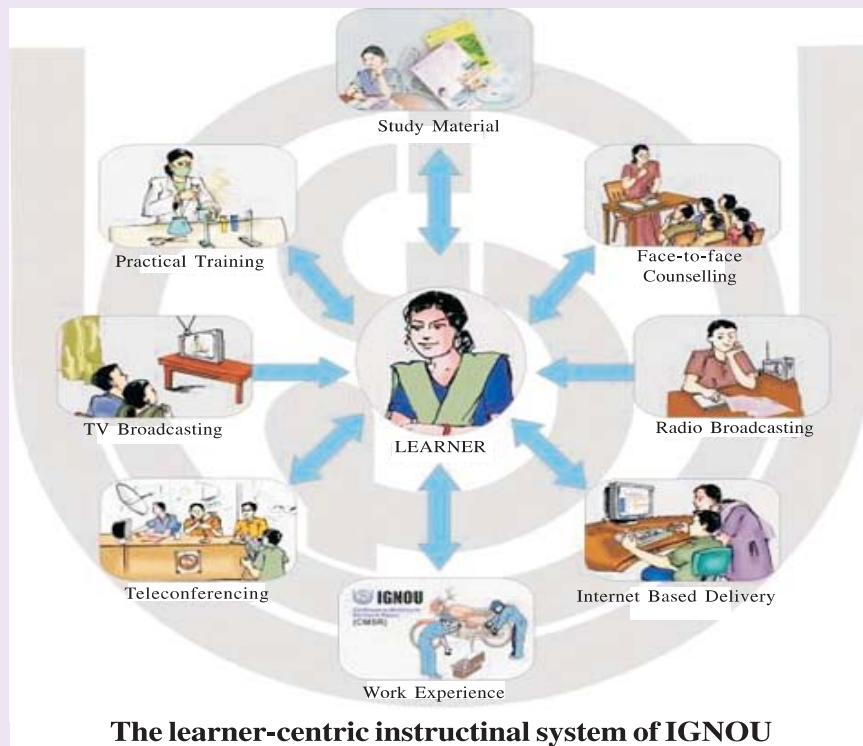 Study Material
Practical Training
Face-to-face
Counselling
TV Broadcasting
LEARNER
Radio Broadcasting
Teleconferencing
Internet Based Delivery
IGNOU
(CMSR)
Work Experience
The learner-centric instructinal system of IGNOU